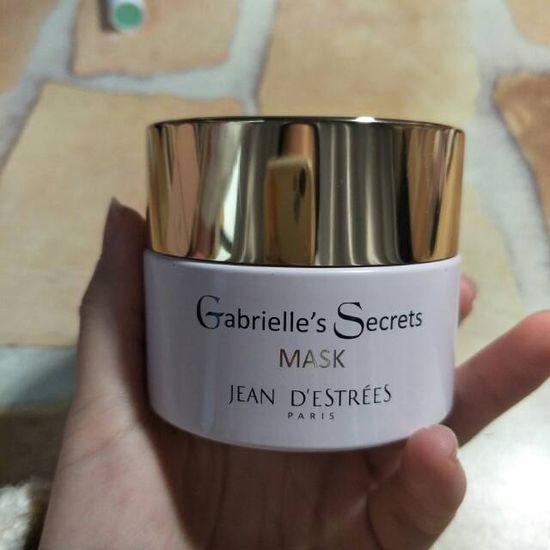 Gabrielle's Secrets
MASK
JEAN D'ESTRÉES
PARIS